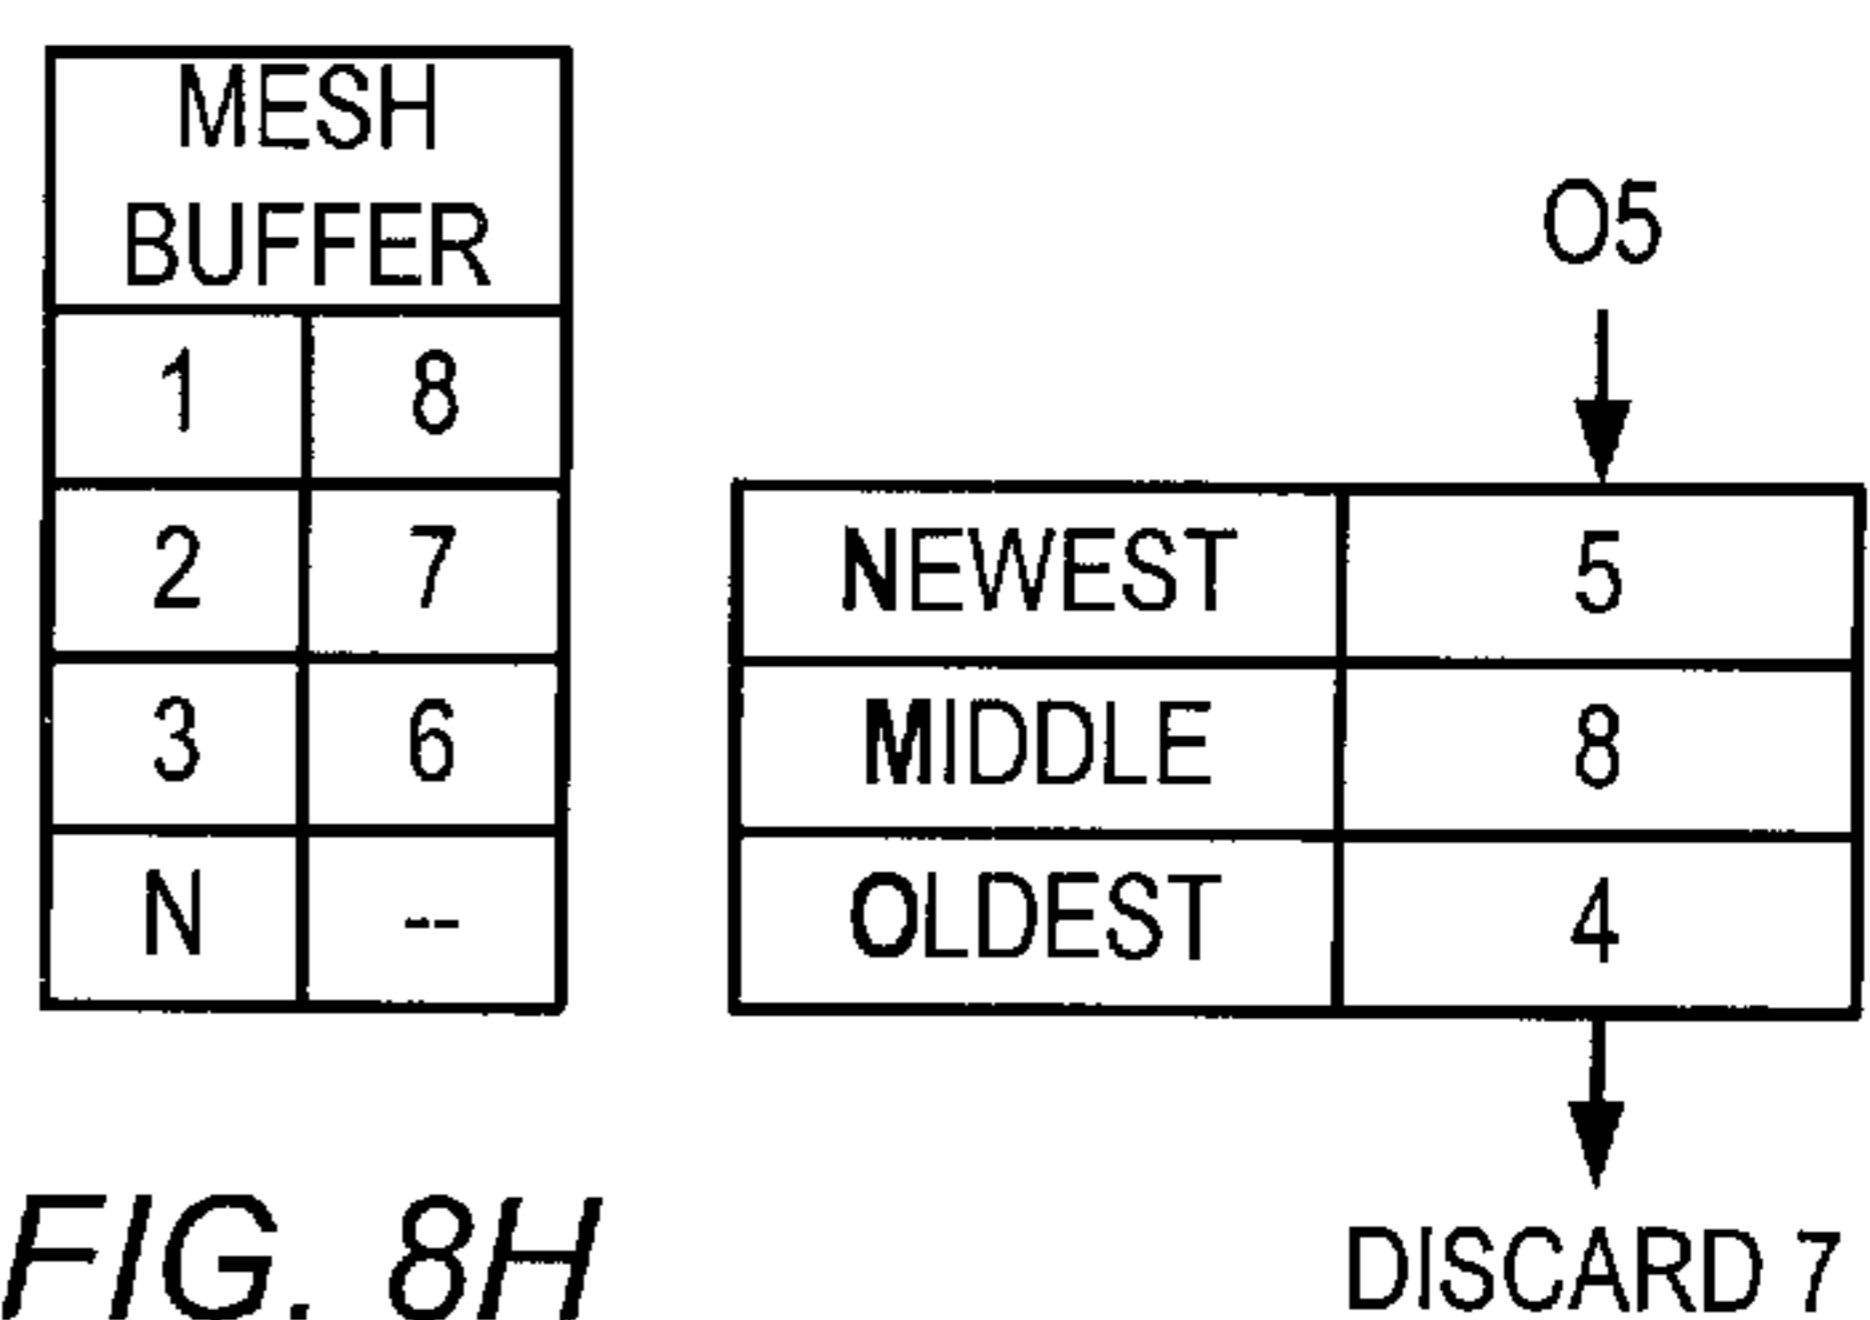 MESH
BUFFER
1 8
2 7
3 6
N --
O5
NEWEST 5
MIDDLE 8
OLDEST 4
DISCARD 7
FIG. 8H